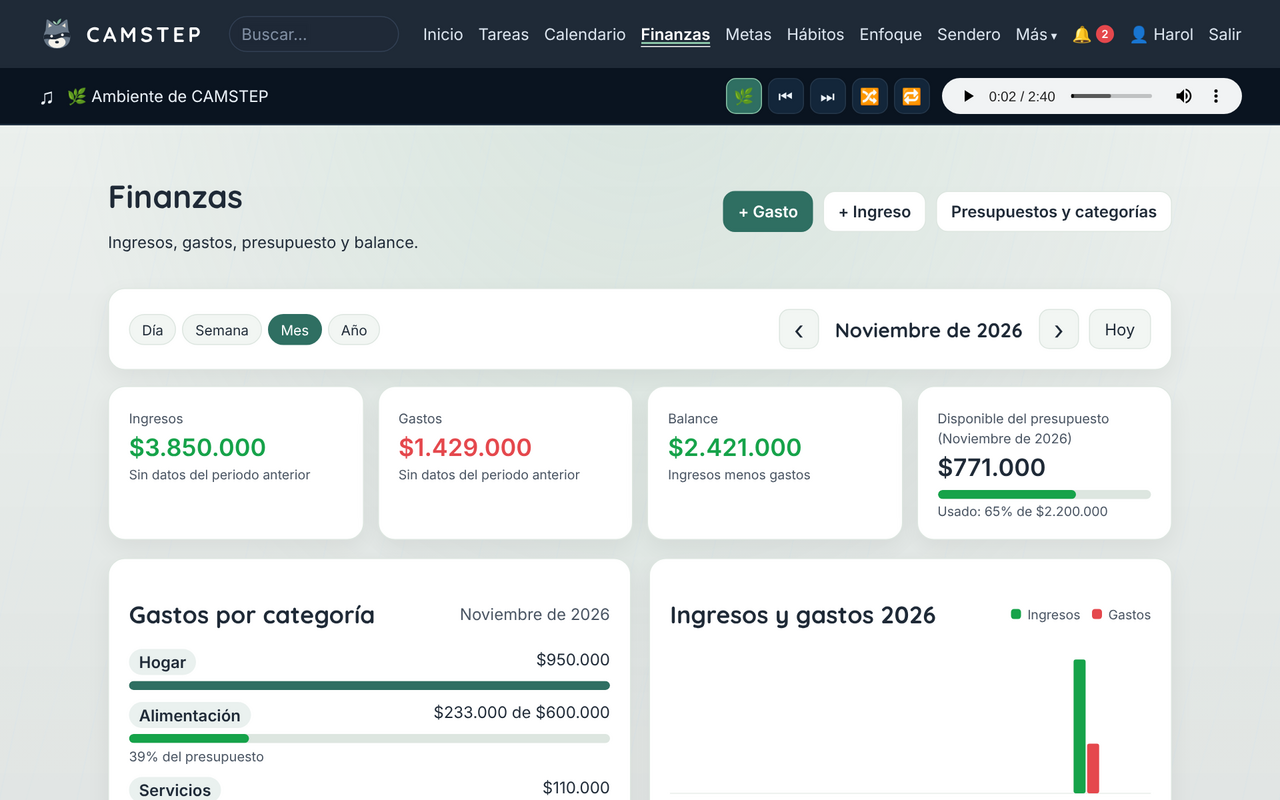 CAMSTEP
Buscar...
Inicio Tareas Calendario Finanzas Metas Hábitos Enfoque Sendero Más ▾ 2 Harol Salir
Ambiente de CAMSTEP
0:02 / 2:40
Finanzas
Ingresos, gastos, presupuesto y balance.
+ Gasto + Ingreso Presupuestos y categorías
Día Semana Mes Año
‹ Noviembre de 2026 › Hoy
Ingresos
$3.850.000
Sin datos del periodo anterior
Gastos
$1.429.000
Sin datos del periodo anterior
Balance
$2.421.000
Ingresos menos gastos
Disponible del presupuesto
(Noviembre de 2026)
$771.000
Usado: 65% de $2.200.000
Gastos por categoría Noviembre de 2026
Hogar $950.000
Alimentación $233.000 de $600.000
39% del presupuesto
Servicios $110.000
Ingresos y gastos 2026
Ingresos Gastos